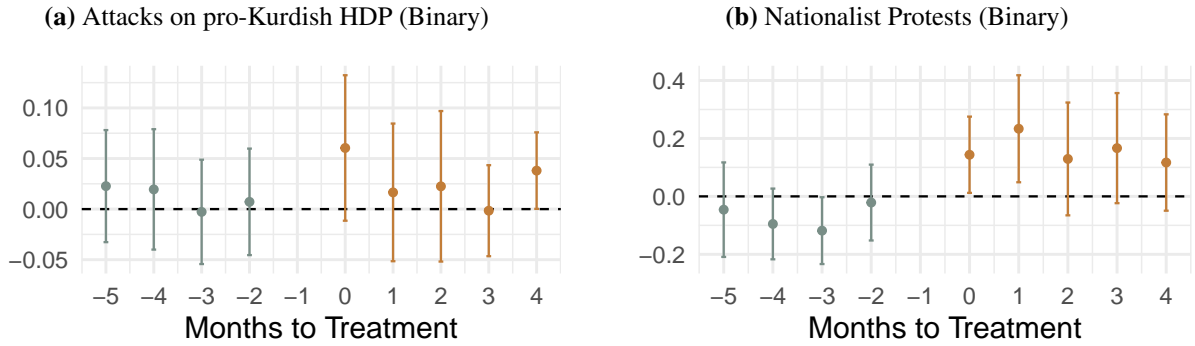 (a) Attacks on pro-Kurdish HDP (Binary)
0.10
0.05
0.00
−0.05
−5 −4 −3 −2 −1 0 1 2 3 4
Months to Treatment
(b) Nationalist Protests (Binary)
0.4
0.2
0.0
−0.2
−5 −4 −3 −2 −1 0 1 2 3 4
Months to Treatment